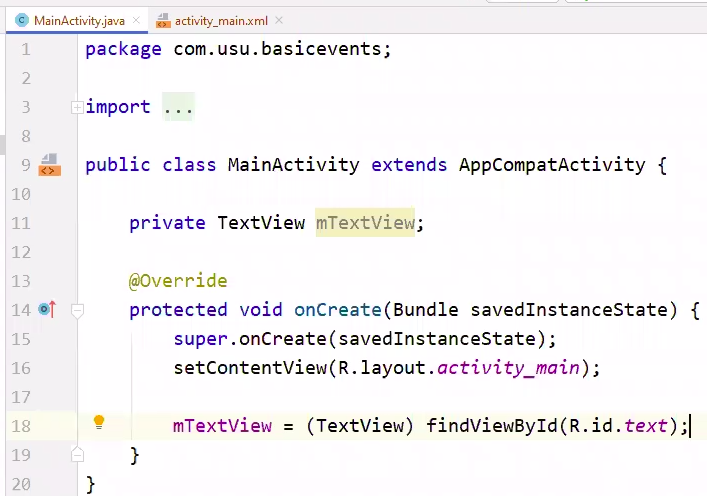 MainActivity.java × activity_main.xml ×
1 package com.usu.basicevents;
2
3 import ...
8
9 public class MainActivity extends AppCompatActivity {
10
11 private TextView mTextView;
12
13 @Override
14 protected void onCreate(Bundle savedInstanceState) {
15 super.onCreate(savedInstanceState);
16 setContentView(R.layout.activity_main);
17
18 mTextView = (TextView) findViewById(R.id.text);
19 }
20 }